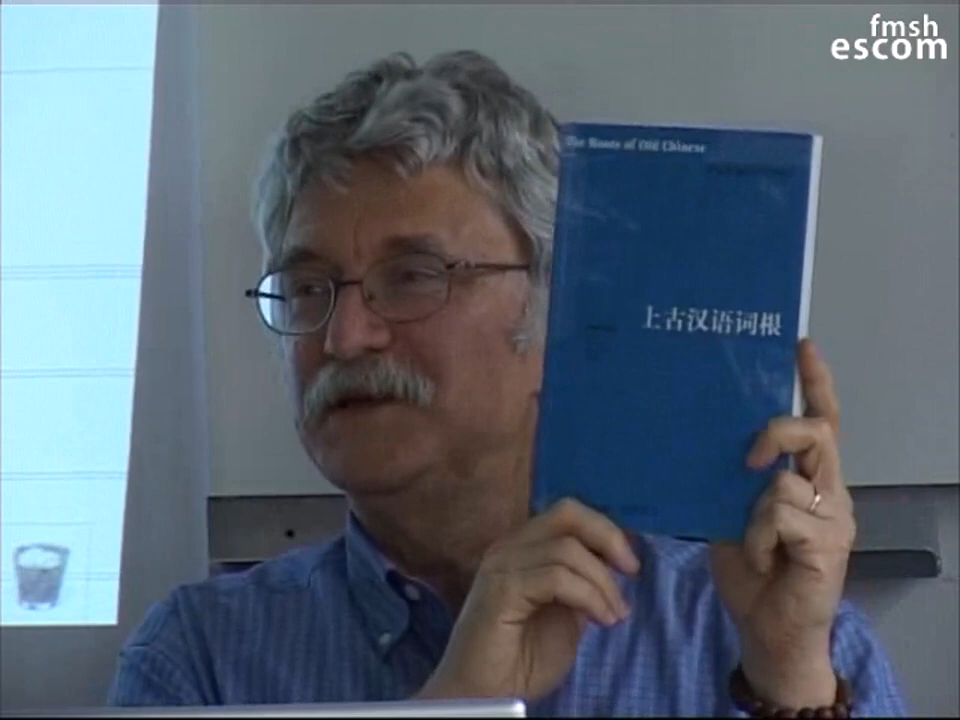 fmsh
escom
The Roots of Old Chinese
上古汉语词根